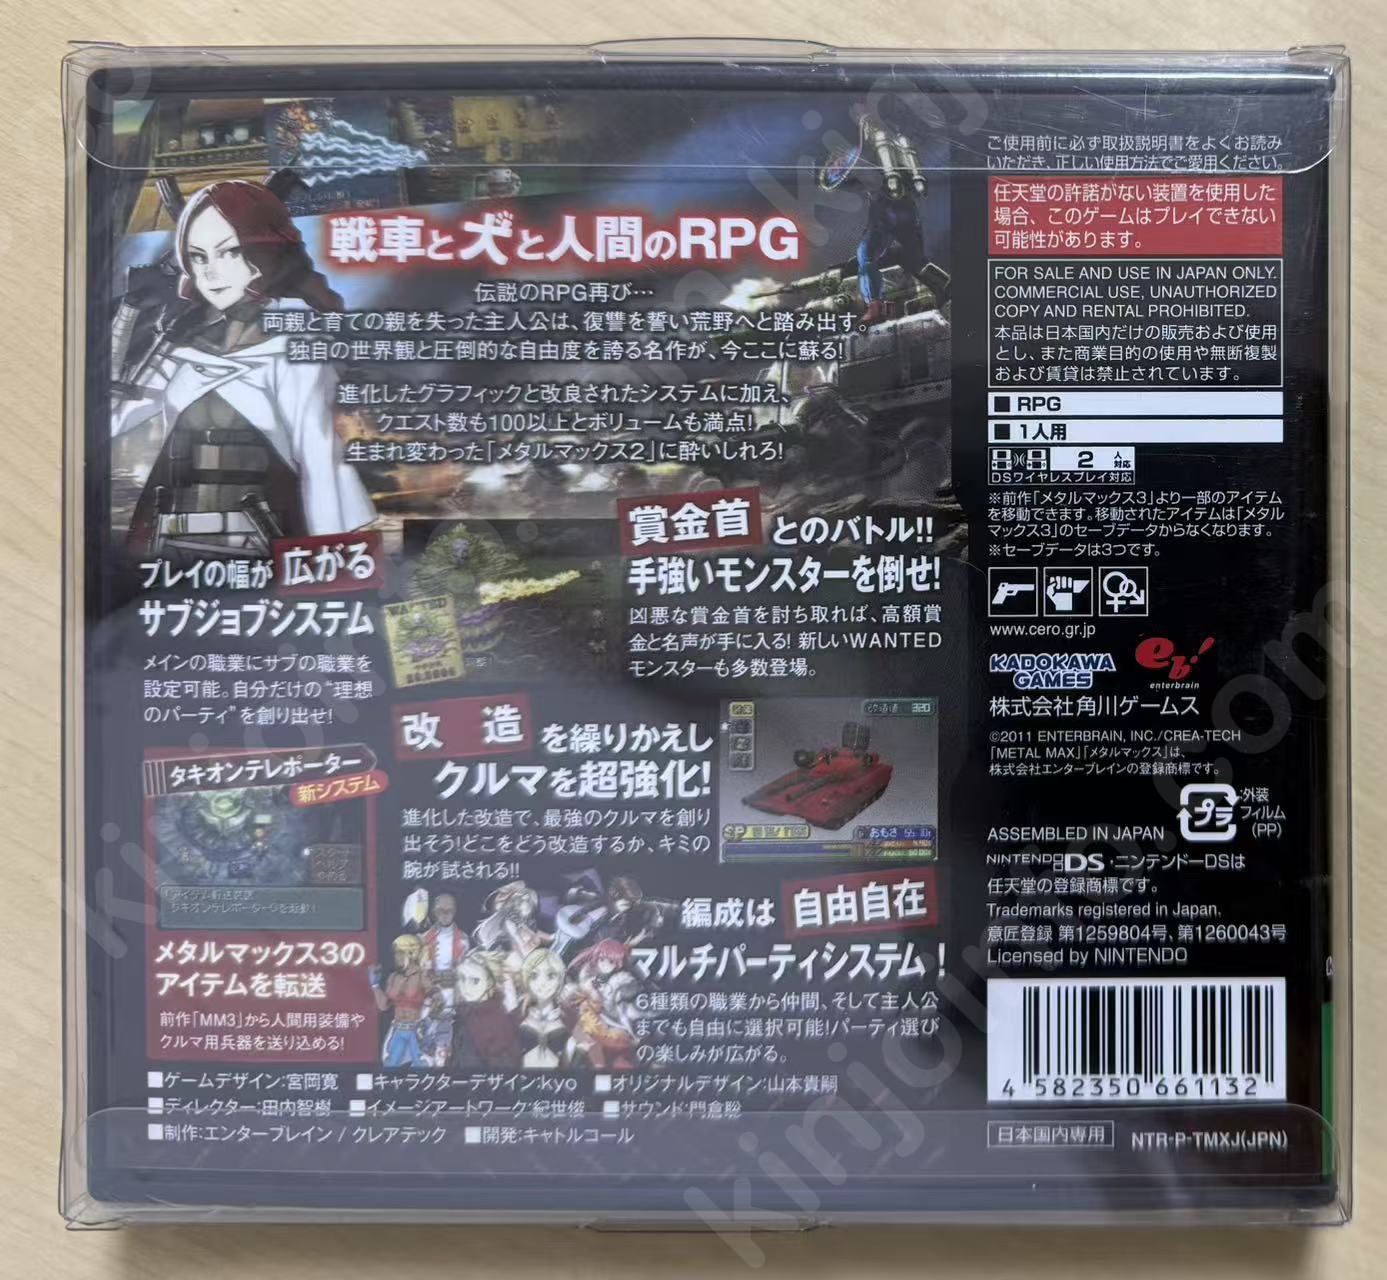 戦車と犬と人間のRPG
伝説のRPG再び…
両親と育ての親を失った主人公は、復讐を誓い荒野へと踏み出す。
独自の世界観と圧倒的な自由度を誇る名作が、今ここに蘇る!
進化したグラフィックと改良されたシステムに加え、
クエスト数も100以上とボリュームも満点!
生まれ変わった「メタルマックス2」に酔いしれろ!
プレイの幅が広がる
サブジョブシステム
メインの職業にサブの職業を
設定可能。自分だけの“理想
のパーティ”を創り出せ!
WANTED
賞金首とのバトル!!
手強いモンスターを倒せ!
凶悪な賞金首を討ち取れば、高額賞
金と名声が手に入る! 新しいWANTED
モンスターも多数登場。
改造を繰りかえし
クルマを超強化!
進化した改造で、最強のクルマを創り
出そう!どこをどう改造するか、キミの
腕が試される!!
改造値 320
おもさ
タキオンテレポーター
新システム
アイテム転送装置
タキオンテレポーターSを起動!
メタルマックス3の
アイテムを転送
前作「MM3」から人間用装備や
クルマ用兵器を送り込める!
編成は自由自在
マルチパーティシステム!
6種類の職業から仲間、そして主人公
までも自由に選択可能!パーティ選び
の楽しみが広がる。
■ゲームデザイン:宮岡寛 ■キャラクターデザイン:kyo ■オリジナルデザイン:山本貴嗣
■ディレクター:田内智樹 ■イメージアートワーク:紀世俊 ■サウンド:門倉聡
■制作:エンターブレイン / クレアテック ■開発:キャトルコール
ご使用前に必ず取扱説明書をよくお読み
いただき、正しい使用方法でご愛用ください。
任天堂の許諾がない装置を使用した
場合、このゲームはプレイできない
可能性があります。
FOR SALE AND USE IN JAPAN ONLY.
COMMERCIAL USE, UNAUTHORIZED
COPY AND RENTAL PROHIBITED.
本品は日本国内だけの販売および使用
とし、また商業目的の使用や無断複製
および賃貸は禁止されています。
■ RPG
■ 1人用
2人対応
DSワイヤレスプレイ対応
※前作「メタルマックス3」より一部のアイテム
を移動できます。移動されたアイテムは「メタル
マックス3」のセーブデータからなくなります。
※セーブデータは3つです。
www.cero.gr.jp
KADOKAWA
GAMES
eb!
enterbrain
株式会社角川ゲームス
©2011 ENTERBRAIN, INC./CREA-TECH
「METAL MAX」「メタルマックス」は、
株式会社エンターブレインの登録商標です。
プラ
:外装
フィルム
(PP)
ASSEMBLED IN JAPAN
NINTENDO DS・ニンテンドーDSは
任天堂の登録商標です。
Trademarks registered in Japan.
意匠登録 第1259804号、第1260043号
Licensed by NINTENDO
4 582350 661132
日本国内専用
NTR-P-TMXJ(JPN)
kinjonjo.com